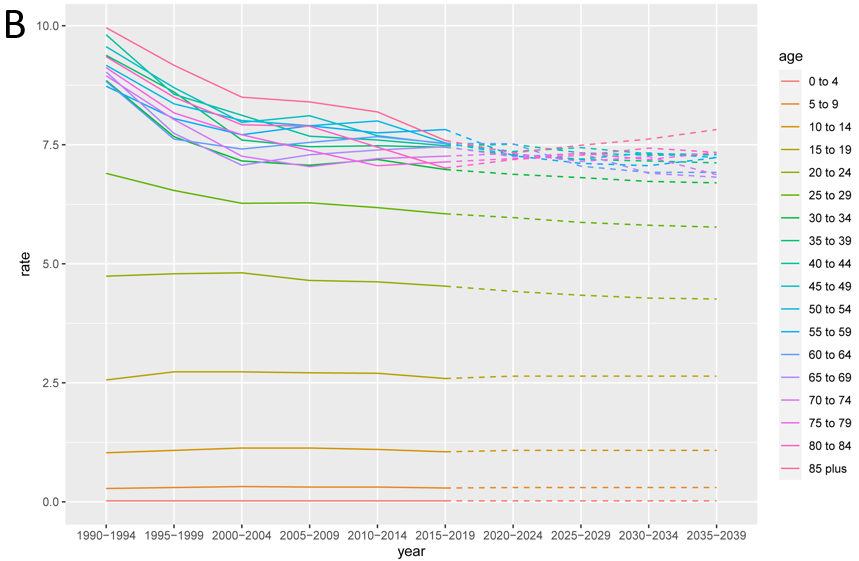 B
10.0
7.5
5.0
2.5
0.0
rate
1990−1994 1995−1999 2000−2004 2005−2009 2010−2014 2015−2019 2020−2024 2025−2029 2030−2034 2035−2039
year
age
0 to 4
5 to 9
10 to 14
15 to 19
20 to 24
25 to 29
30 to 34
35 to 39
40 to 44
45 to 49
50 to 54
55 to 59
60 to 64
65 to 69
70 to 74
75 to 79
80 to 84
85 plus